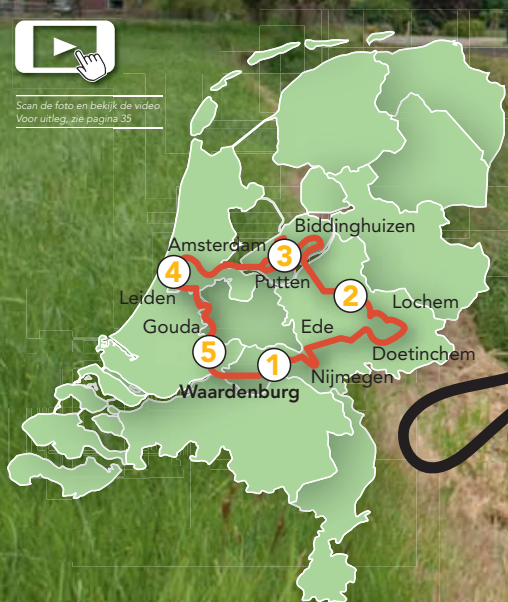 Scan de foto en bekijk de video
Voor uitleg, zie pagina 35
Biddinghuizen
Amsterdam
3
4
Putten
2
Leiden
Lochem
Gouda
Ede
5
1
Doetinchem
Nijmegen
Waardenburg